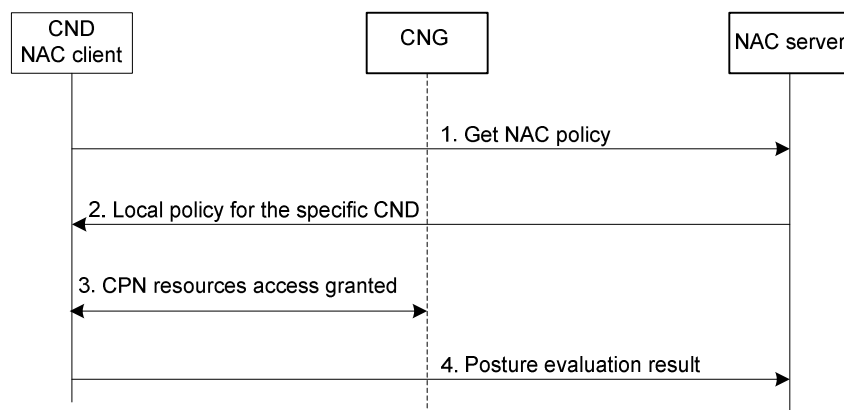 CND
NAC client
CNG
NAC server
1. Get NAC policy
2. Local policy for the specific CND
3. CPN resources access granted
4. Posture evaluation result